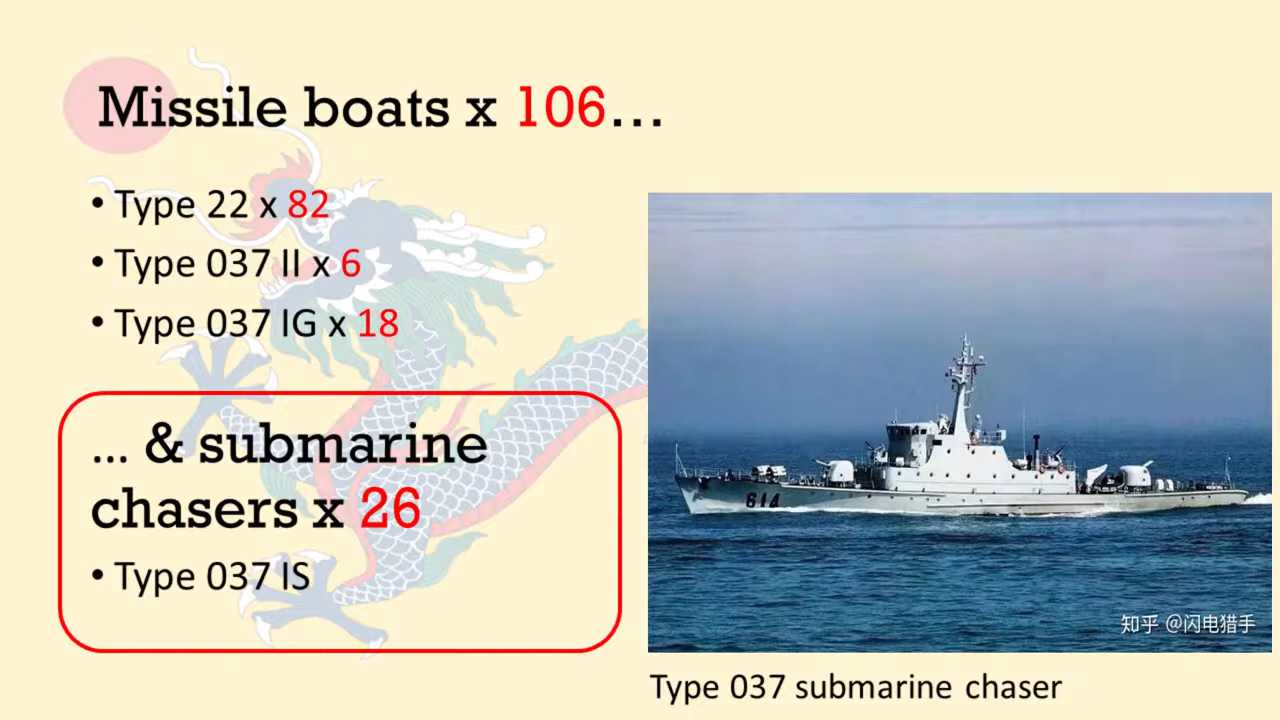 Missile boats x 106...
• Type 22 x 82
• Type 037 II x 6
• Type 037 IG x 18
... & submarine
chasers x 26
• Type 037 IS
614
知乎 @闪电猎手
Type 037 submarine chaser